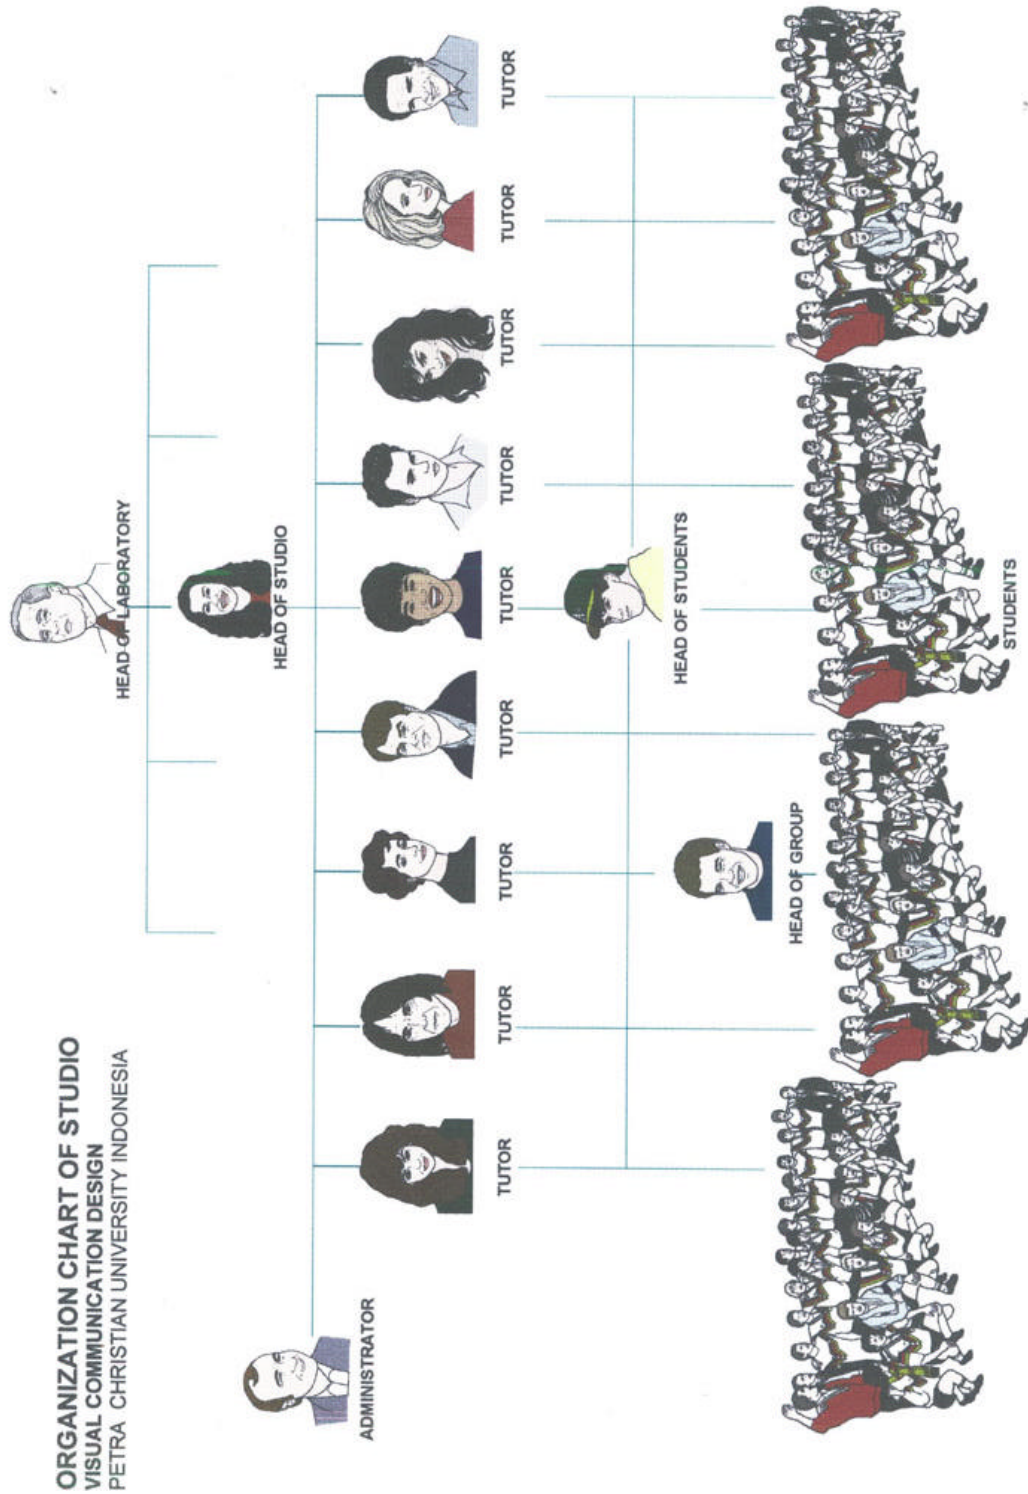 ORGANIZATION CHART OF STUDIO
VISUAL COMMUNICATION DESIGN
PETRA CHRISTIAN UNIVERSITY INDONESIA
HEAD OF LABORATORY
HEAD OF STUDIO
ADMINISTRATOR
TUTOR
TUTOR
TUTOR
TUTOR
TUTOR
TUTOR
TUTOR
TUTOR
TUTOR
HEAD OF STUDENTS
HEAD OF GROUP
STUDENTS